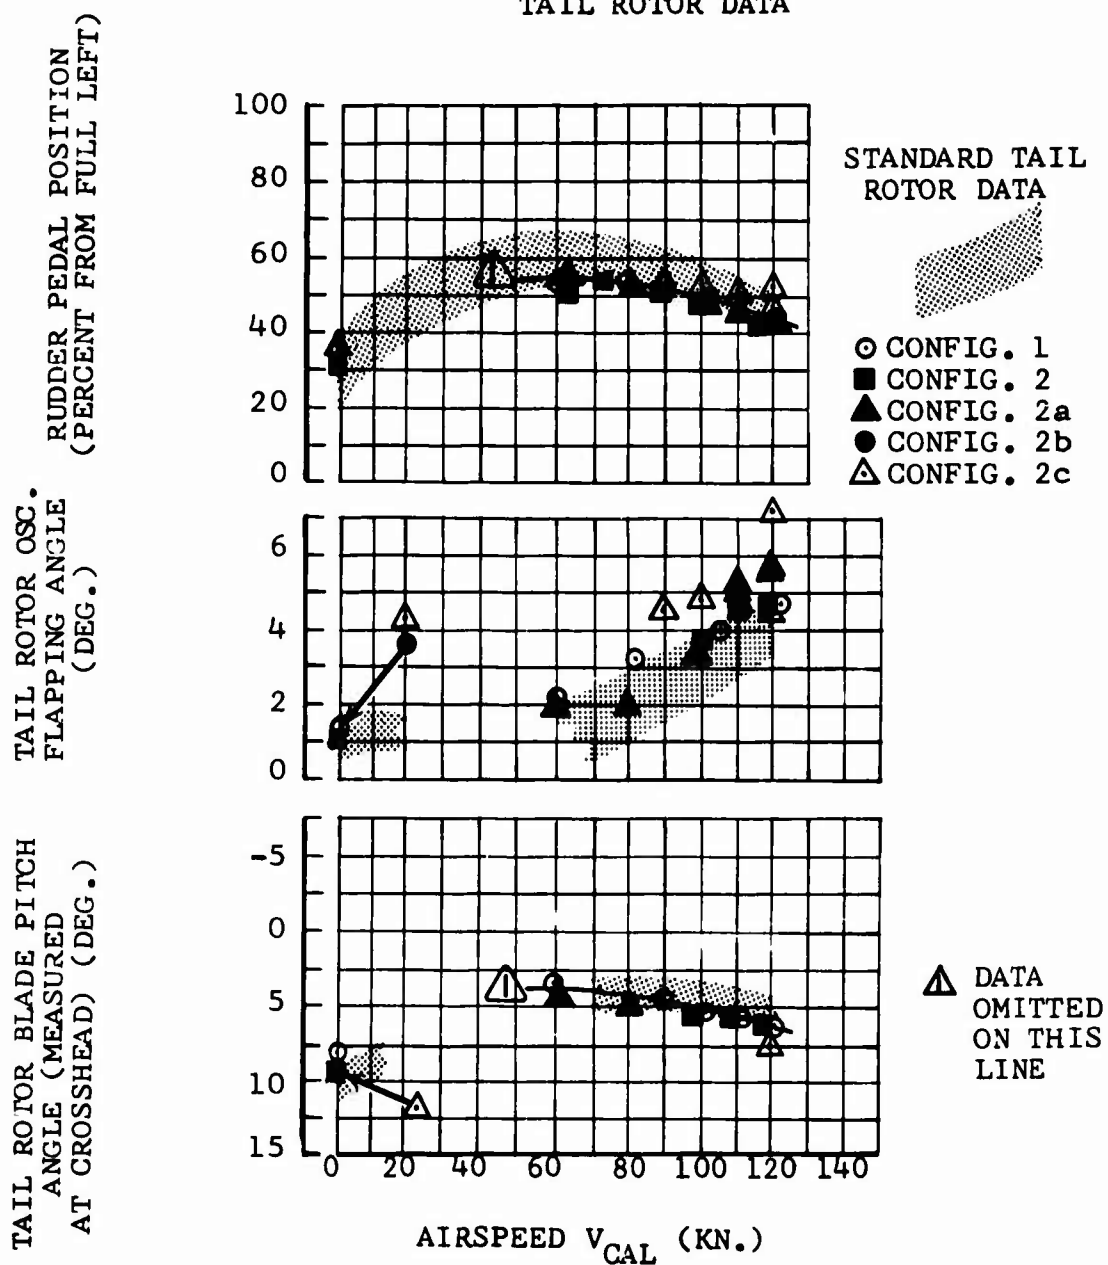 TAIL ROTOR DATA
RUDDER PEDAL POSITION
(PERCENT FROM FULL LEFT)
100
80
60
40
20
0
STANDARD TAIL
ROTOR DATA
CONFIG. 1
CONFIG. 2
CONFIG. 2a
CONFIG. 2b
CONFIG. 2c
TAIL ROTOR OSC.
FLAPPING ANGLE
(DEG.)
6
4
2
0
TAIL ROTOR BLADE PITCH
ANGLE (MEASURED
AT CROSSHEAD) (DEG.)
-5
0
5
10
15
1
1
DATA
OMITTED
ON THIS
LINE
0 20 40 60 80 100 120 140
AIRSPEED VCAL (KN.)